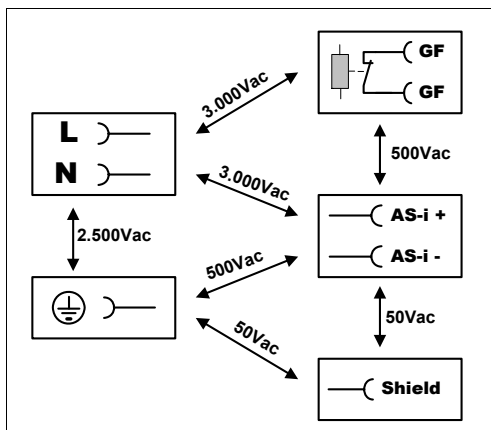 GF
GF
3.000Vac
L
N
500Vac
3.000Vac
AS-i +
AS-i -
2.500Vac
500Vac
50Vac
50Vac
Shield